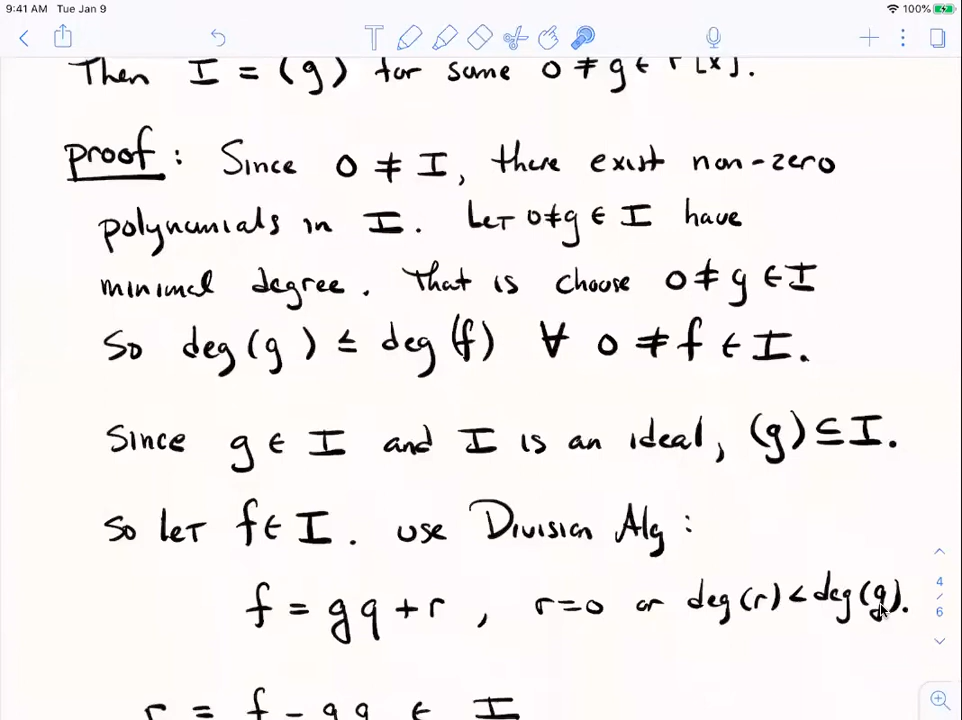 9:41 AM Tue Jan 9
100%
Then I = (g) for some 0 ≠ g ∈ F[x].
proof : Since 0 ≠ I, there exist non-zero
polynomials in I. Let 0≠g ∈ I have
minimal degree. That is choose 0 ≠ g ∈ I
So deg(g) ≤ deg(f) ∀ 0 ≠ f ∈ I.
Since g ∈ I and I is an ideal, (g) ⊆ I.
So let f ∈ I. use Division Alg :
f = gq + r , r=0 or deg(r) < deg(g).
r = f - gq ∈ I
4
/
6